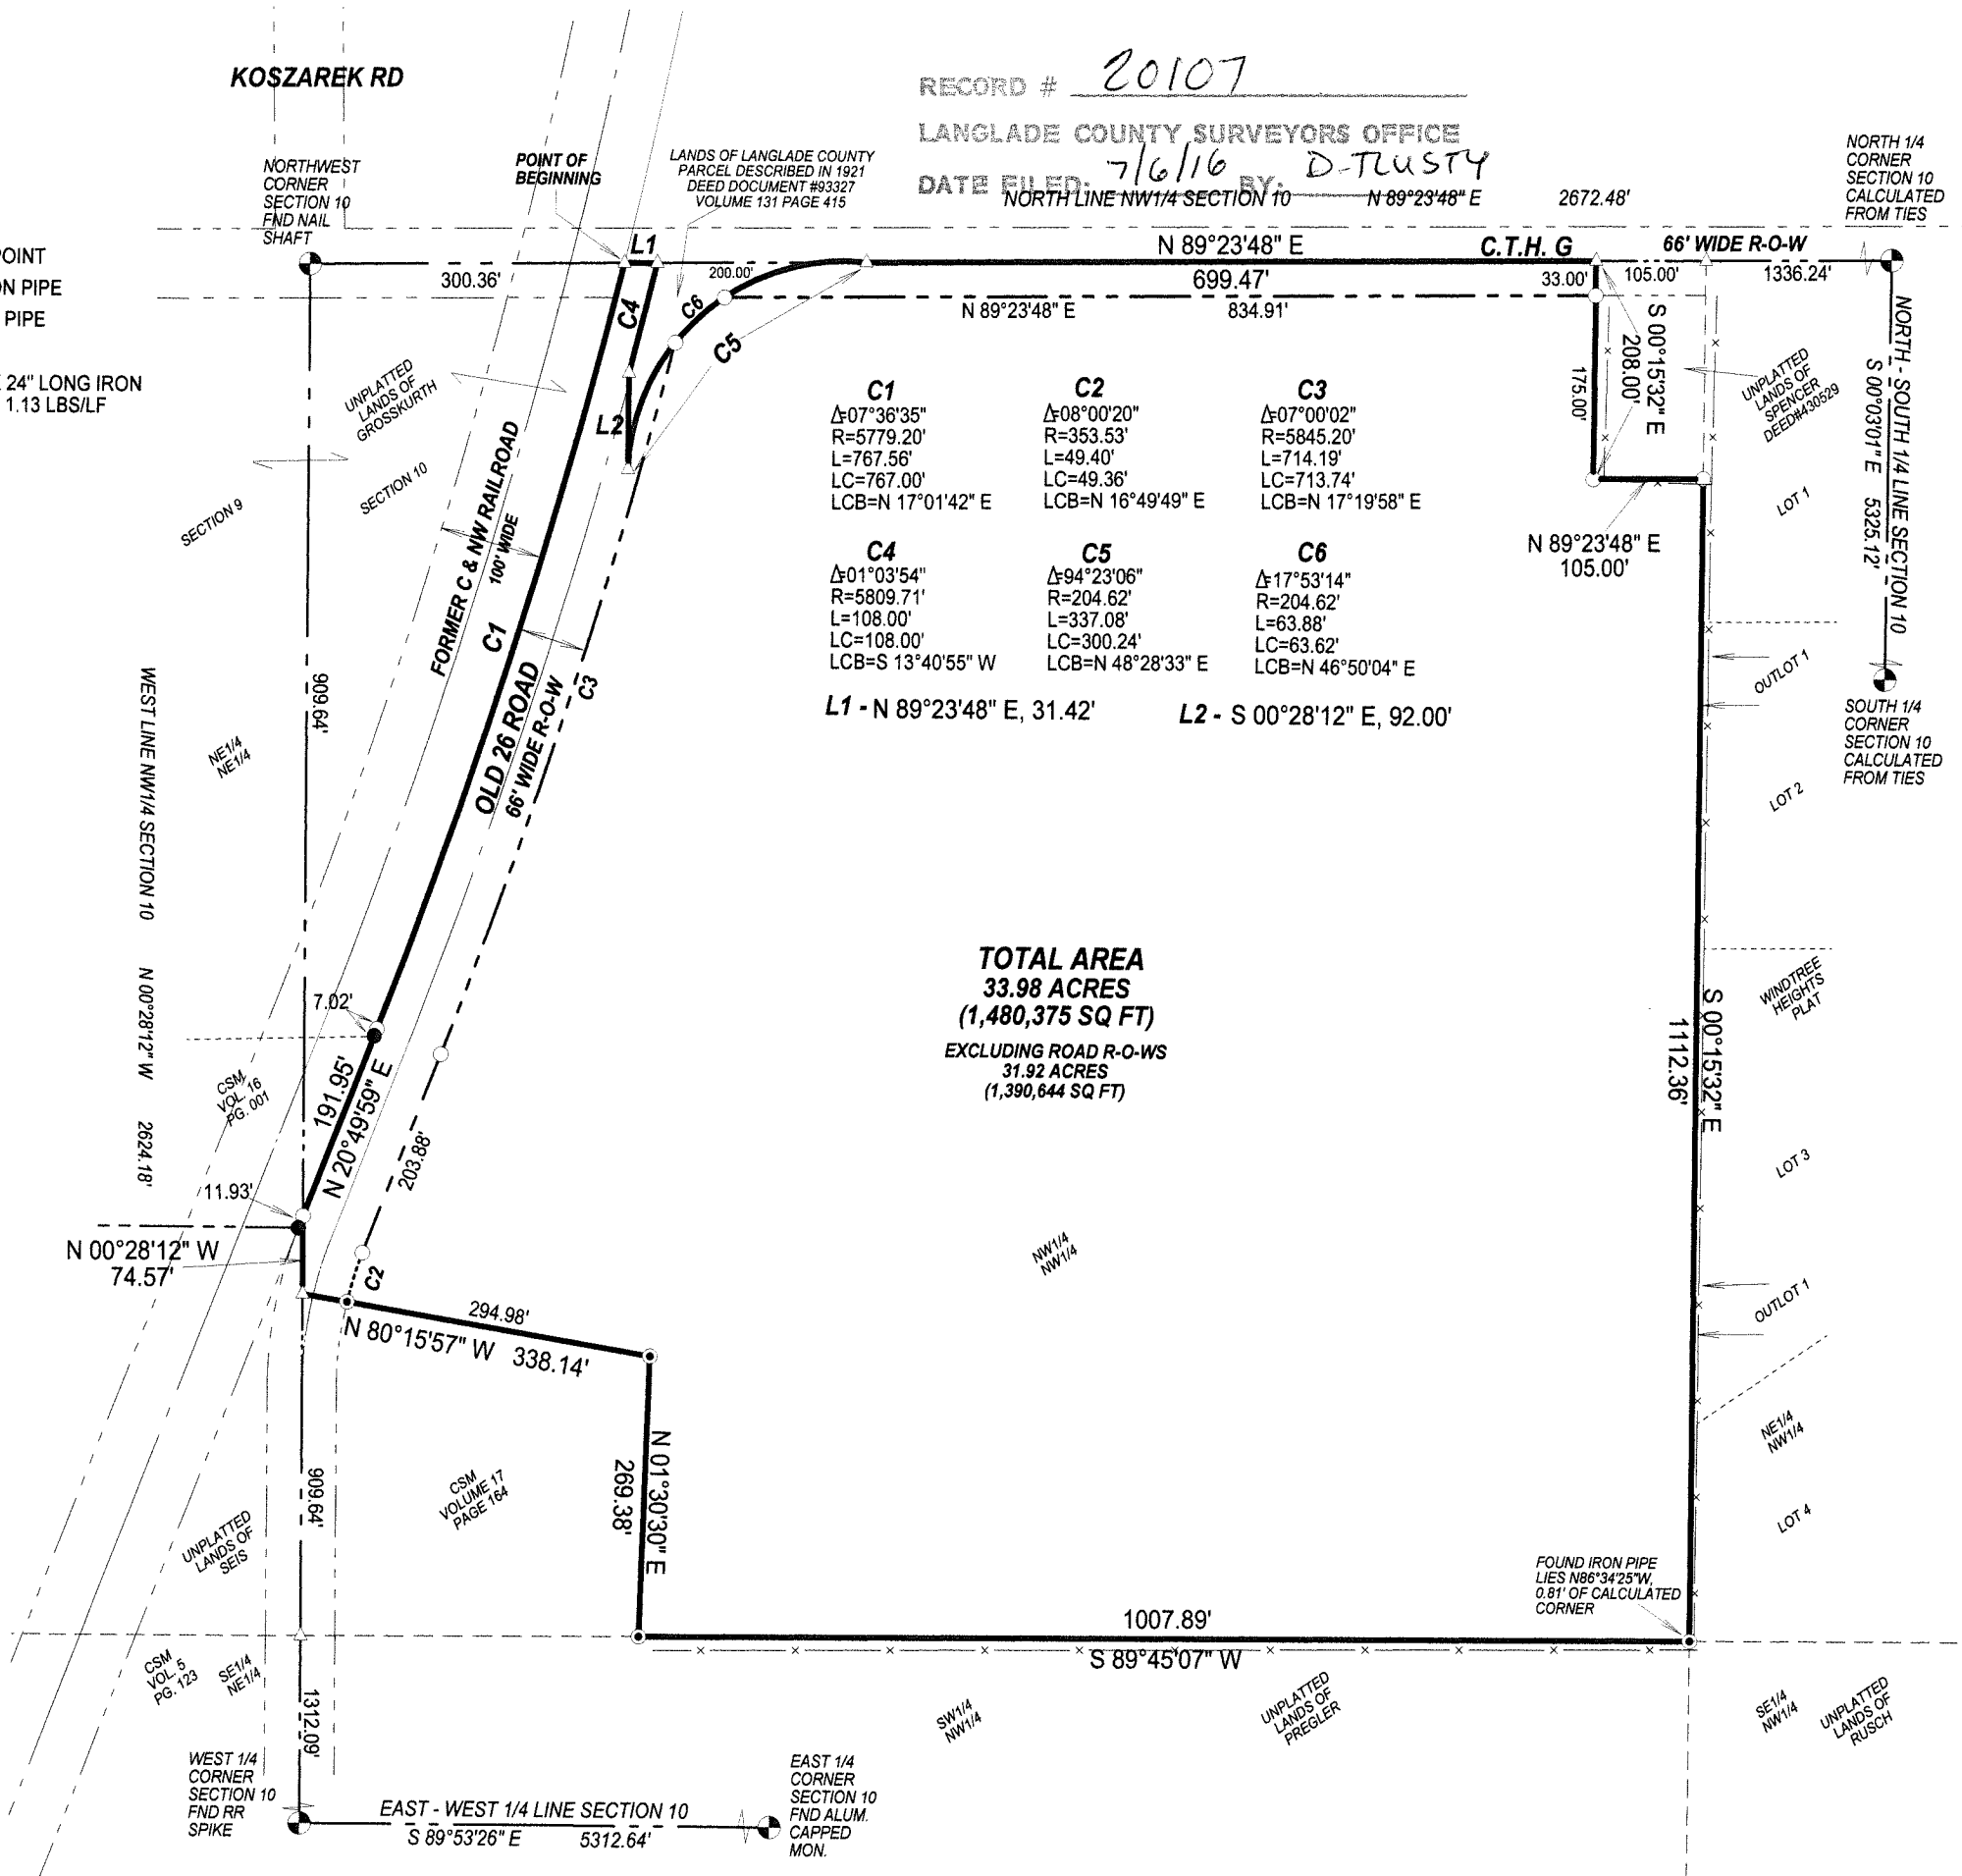 KOSZAREK RD
RECORD # 20107
LANGLADE COUNTY SURVEYORS OFFICE
DATE FILED: 7/6/16 BY: D-TLUSTY
NORTHWEST
CORNER
SECTION 10
FND NAIL
SHAFT
POINT OF
BEGINNING
LANDS OF LANGLADE COUNTY
PARCEL DESCRIBED IN 1921
DEED DOCUMENT #93327
VOLUME 131 PAGE 415
NORTH LINE NW1/4 SECTION 10 N 89°23'48" E 2672.48'
NORTH 1/4
CORNER
SECTION 10
CALCULATED
FROM TIES
OINT
N PIPE
PIPE
24" LONG IRON
1.13 LBS/LF
L1
N 89°23'48" E
C.T.H. G
66' WIDE R-O-W
300.36'
200.00'
699.47'
33.00'
105.00'
1336.24'
C4
C6
C5
L2
N 89°23'48" E 834.91'
175.00'
S 00°15'32" E
208.00'
UNPLATTED
LANDS OF
SPENCER
DEED#430529
NORTH - SOUTH 1/4 LINE SECTION 10
S 00°03'01" E 5325.12'
UNPLATTED
LANDS OF
GROSSKURTH
SECTION 9
SECTION 10
FORMER C & NW RAILROAD
100' WIDE
C1
Δ=07°36'35"
R=5779.20'
L=767.56'
LC=767.00'
LCB=N 17°01'42" E
C2
Δ=08°00'20"
R=353.53'
L=49.40'
LC=49.36'
LCB=N 16°49'49" E
C3
Δ=07°00'02"
R=5845.20'
L=714.19'
LC=713.74'
LCB=N 17°19'58" E
C4
Δ=01°03'54"
R=5809.71'
L=108.00'
LC=108.00'
LCB=S 13°40'55" W
C5
Δ=94°23'06"
R=204.62'
L=337.08'
LC=300.24'
LCB=N 48°28'33" E
C6
Δ=17°53'14"
R=204.62'
L=63.88'
LC=63.62'
LCB=N 46°50'04" E
L1 - N 89°23'48" E, 31.42'
L2 - S 00°28'12" E, 92.00'
N 89°23'48" E
105.00'
LOT 1
OUTLOT 1
SOUTH 1/4
CORNER
SECTION 10
CALCULATED
FROM TIES
LOT 2
C1
C3
OLD 26 ROAD
66' WIDE R-O-W
909.64'
WEST LINE NW1/4 SECTION 10 N 00°28'12" W 2624.18'
NE1/4
NE1/4
TOTAL AREA
33.98 ACRES
(1,480,375 SQ FT)
EXCLUDING ROAD R-O-WS
31.92 ACRES
(1,390,644 SQ FT)
WINDTREE
HEIGHTS
PLAT
S 00°15'32" E
1112.36'
7.02'
CSM
VOL. 16
PG. 001
191.95'
N 20°49'59" E
203.88'
11.93'
N 00°28'12" W
74.57'
C2
LOT 3
NW1/4
NW1/4
OUTLOT 1
294.98'
N 80°15'57" W 338.14'
NE1/4
NW1/4
LOT 4
N 01°30'30" E
269.38'
CSM
VOLUME 17
PAGE 164
909.64'
UNPLATTED
LANDS OF
SEIS
FOUND IRON PIPE
LIES N86°34'25"W,
0.81' OF CALCULATED
CORNER
1007.89'
S 89°45'07" W
CSM
VOL. 5
PG. 123
SE1/4
NE1/4
1312.09'
SW1/4
NW1/4
UNPLATTED
LANDS OF
PREGLER
SE1/4
NW1/4
UNPLATTED
LANDS OF
RUSCH
WEST 1/4
CORNER
SECTION 10
FND RR
SPIKE
EAST - WEST 1/4 LINE SECTION 10
S 89°53'26" E 5312.64'
EAST 1/4
CORNER
SECTION 10
FND ALUM.
CAPPED
MON.